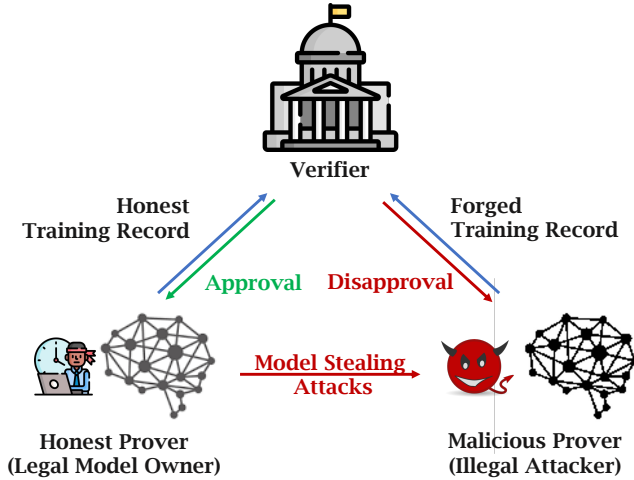 Verifier
Honest
Training Record
Forged
Training Record
Approval
Disapproval
Model Stealing
Attacks
Honest Prover
(Legal Model Owner)
Malicious Prover
(Illegal Attacker)